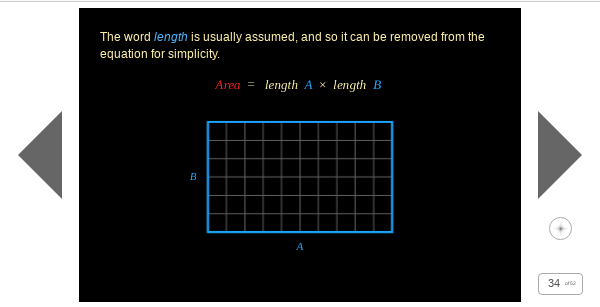 The word length is usually assumed, and so it can be removed from the
equation for simplicity.
Area = length A × length B
B
A
34 of 52